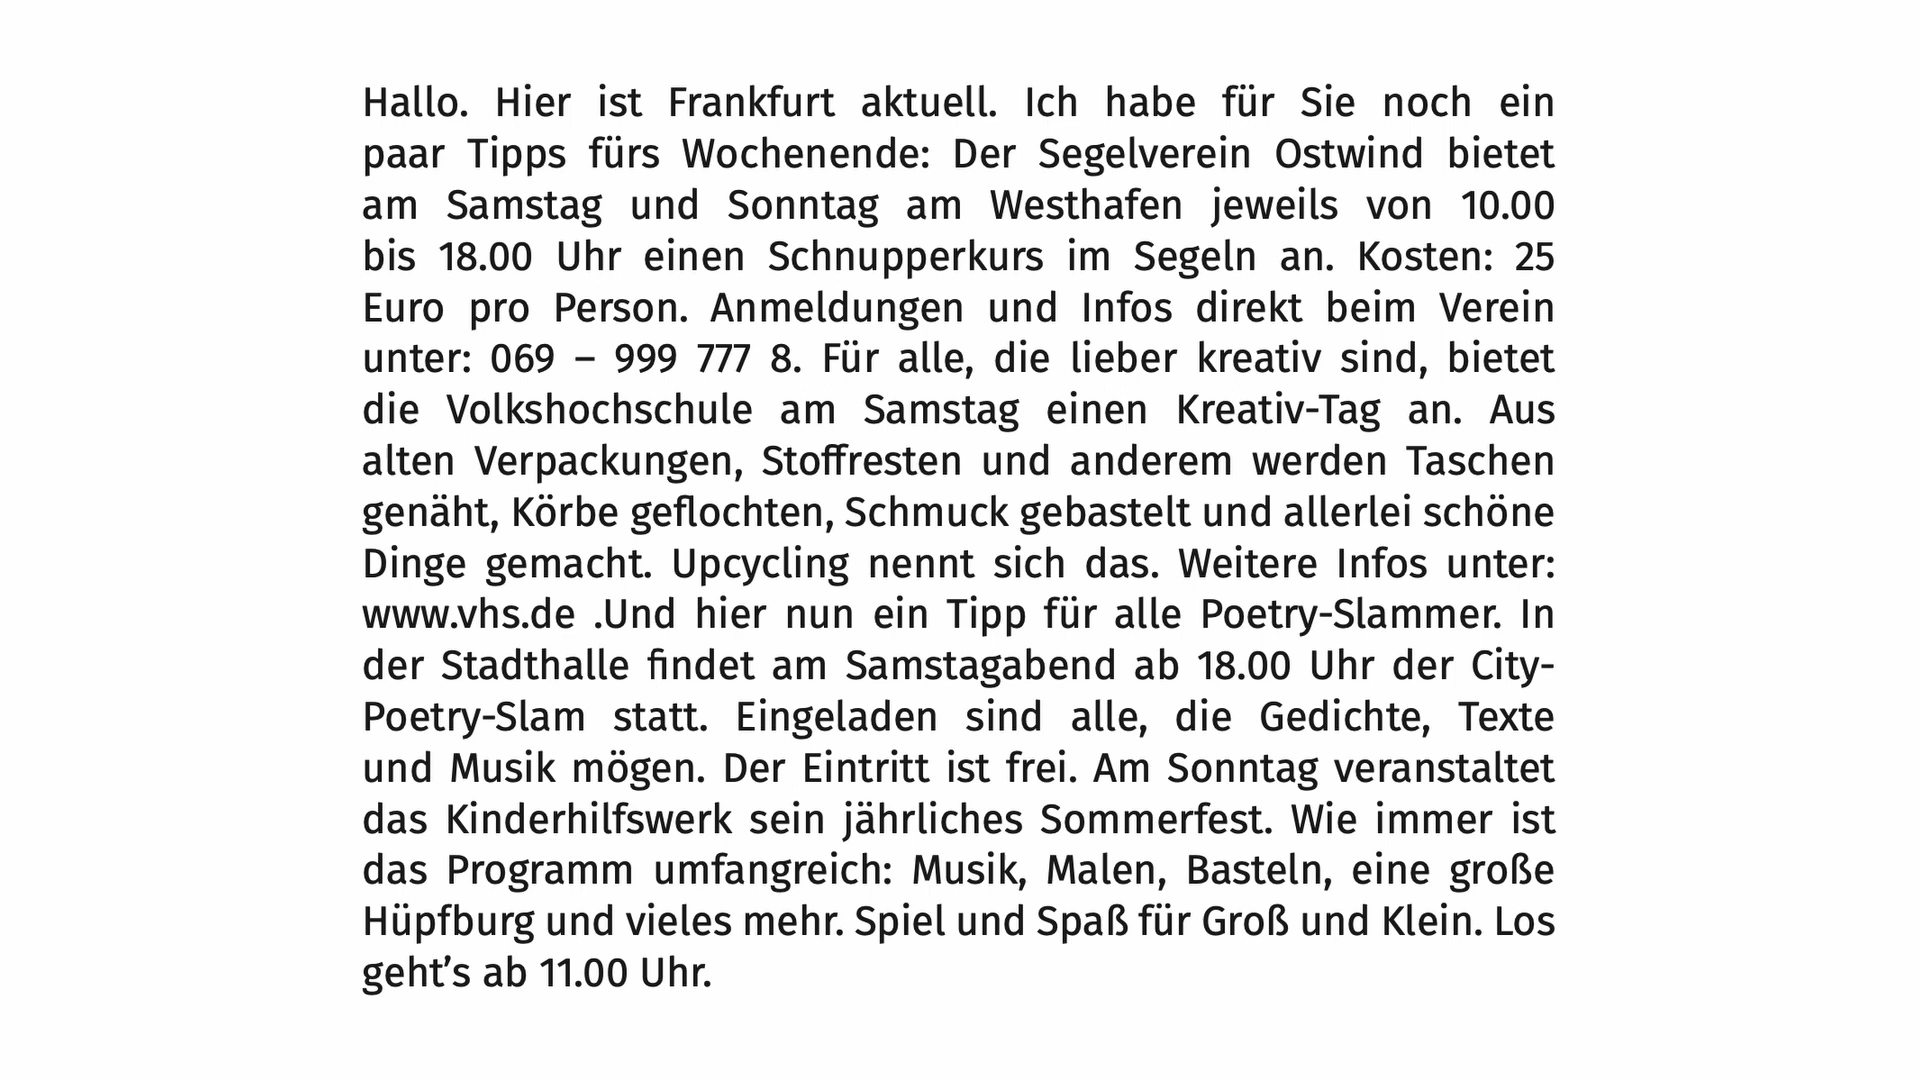 Hallo. Hier ist Frankfurt aktuell. Ich habe für Sie noch ein
paar Tipps fürs Wochenende: Der Segelverein Ostwind bietet
am Samstag und Sonntag am Westhafen jeweils von 10.00
bis 18.00 Uhr einen Schnupperkurs im Segeln an. Kosten: 25
Euro pro Person. Anmeldungen und Infos direkt beim Verein
unter: 069 – 999 777 8. Für alle, die lieber kreativ sind, bietet
die Volkshochschule am Samstag einen Kreativ-Tag an. Aus
alten Verpackungen, Stoffresten und anderem werden Taschen
genäht, Körbe geflochten, Schmuck gebastelt und allerlei schöne
Dinge gemacht. Upcycling nennt sich das. Weitere Infos unter:
www.vhs.de .Und hier nun ein Tipp für alle Poetry-Slammer. In
der Stadthalle findet am Samstagabend ab 18.00 Uhr der City-
Poetry-Slam statt. Eingeladen sind alle, die Gedichte, Texte
und Musik mögen. Der Eintritt ist frei. Am Sonntag veranstaltet
das Kinderhilfswerk sein jährliches Sommerfest. Wie immer ist
das Programm umfangreich: Musik, Malen, Basteln, eine große
Hüpfburg und vieles mehr. Spiel und Spaß für Groß und Klein. Los
geht’s ab 11.00 Uhr.